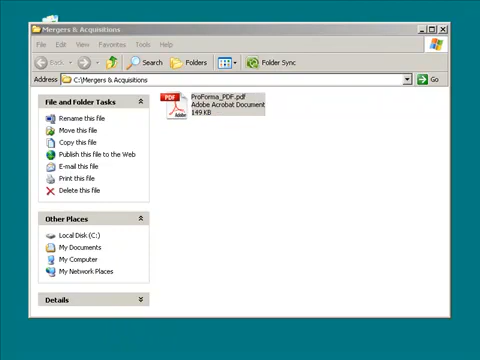 Mergers & Acquisitions
File Edit View Favorites Tools Help
Back Search Folders Folder Sync
Address C:\Mergers & Acquisitions Go
File and Folder Tasks
Rename this file
Move this file
Copy this file
Publish this file to the Web
E-mail this file
Print this file
Delete this file
Other Places
Local Disk (C:)
My Documents
My Computer
My Network Places
Details
PDF
Adobe
ProForma_PDF.pdf
Adobe Acrobat Document
149 KB